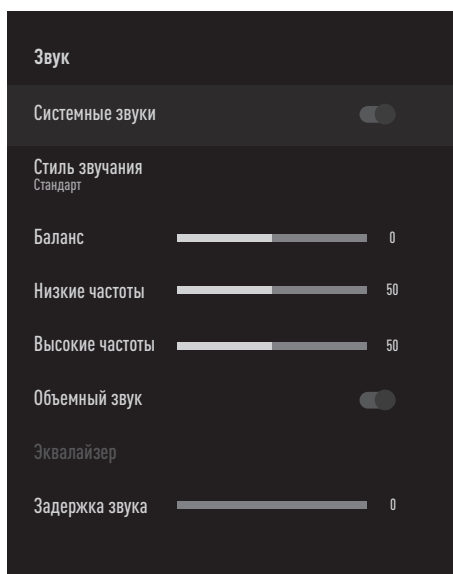 Звук
Системные звуки
Стиль звучания
Стандарт
Баланс 0
Низкие частоты 50
Высокие частоты 50
Объемный звук
Эквалайзер
Задержка звука 0